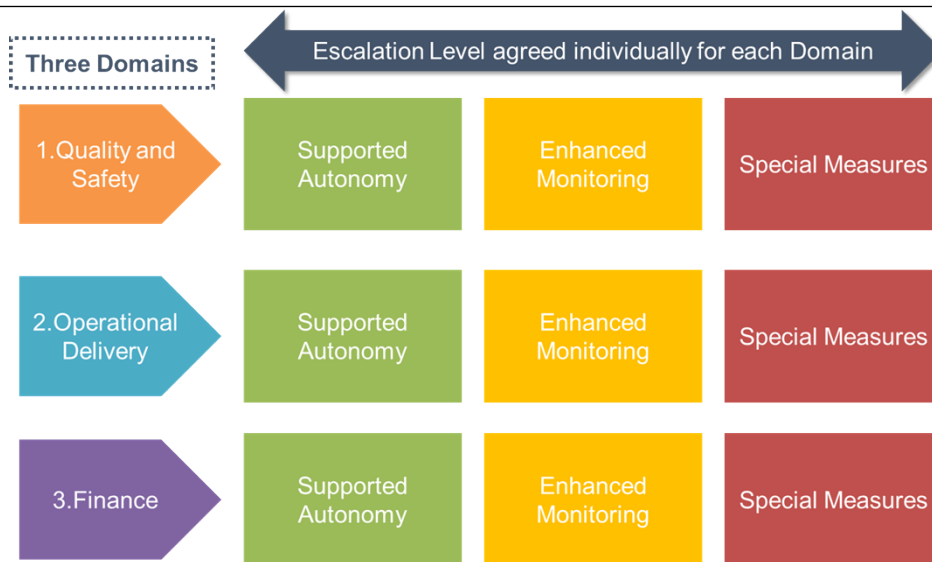 Three Domains
Escalation Level agreed individually for each Domain
1.Quality and
Safety
Supported
Autonomy
Enhanced
Monitoring
Special Measures
2.Operational
Delivery
Supported
Autonomy
Enhanced
Monitoring
Special Measures
3.Finance
Supported
Autonomy
Enhanced
Monitoring
Special Measures